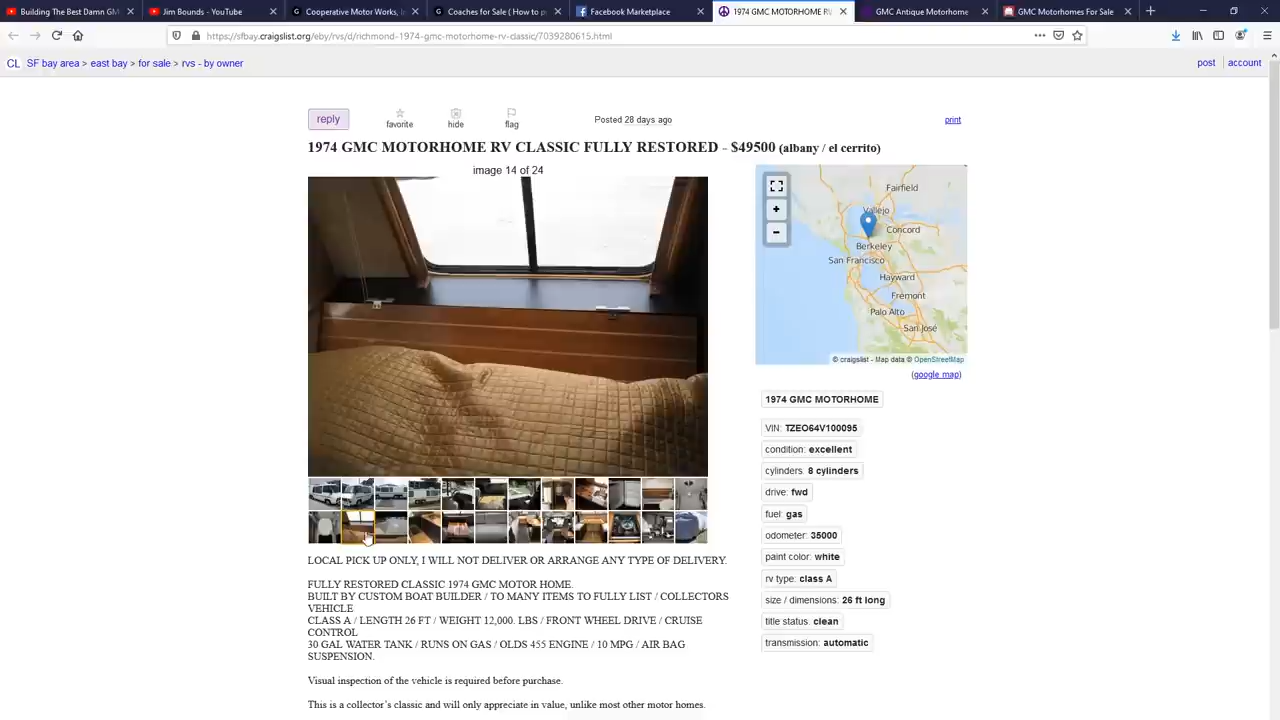 Building The Best Damn GM
Jim Bounds - YouTube
Cooperative Motor Works, i
Coaches for Sale ( How to p
Facebook Marketplace
1974 GMC MOTORHOME RV
GMC Antique Motorhome
GMC Motorhomes For Sale
https://sfbay.craigslist.org/eby/rvs/d/richmond-1974-gmc-motorhome-rv-classic/7039280615.html
CL SF bay area > east bay > for sale > rvs - by owner
post account
reply
favorite
hide
flag
Posted 28 days ago
print
1974 GMC MOTORHOME RV CLASSIC FULLY RESTORED - $49500 (albany / el cerrito)
image 14 of 24
+
-
Fairfield
Vallejo
Concord
Berkeley
San Francisco
Hayward
Fremont
Palo Alto
San José
© craigslist - Map data © OpenStreetMap
(google map)
1974 GMC MOTORHOME
VIN: TZEO64V100095
condition: excellent
cylinders: 8 cylinders
drive: fwd
fuel: gas
odometer: 35000
paint color: white
rv type: class A
size / dimensions: 26 ft long
title status: clean
transmission: automatic
LOCAL PICK UP ONLY, I WILL NOT DELIVER OR ARRANGE ANY TYPE OF DELIVERY.
FULLY RESTORED CLASSIC 1974 GMC MOTOR HOME.
BUILT BY CUSTOM BOAT BUILDER / TO MANY ITEMS TO FULLY LIST / COLLECTORS
VEHICLE
CLASS A / LENGTH 26 FT / WEIGHT 12,000. LBS / FRONT WHEEL DRIVE / CRUISE
CONTROL
30 GAL WATER TANK / RUNS ON GAS / OLDS 455 ENGINE / 10 MPG / AIR BAG
SUSPENSION.
Visual inspection of the vehicle is required before purchase.
This is a collector's classic and will only appreciate in value, unlike most other motor homes.